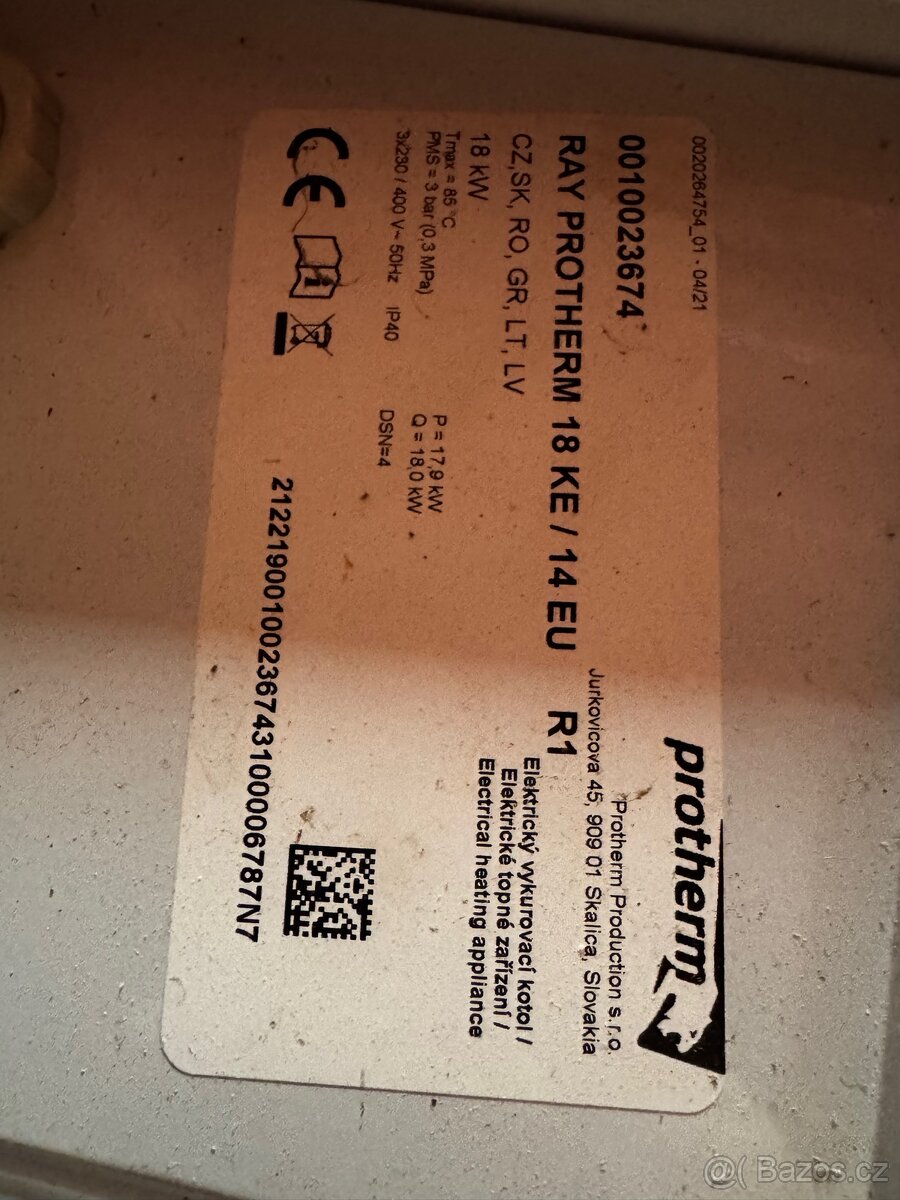 0020264754_01 - 04/21
protherm
0010023674
Protherm Production s.r.o.
Jurkovicova 45, 909 01 Skalica, Slovakia
RAY PROTHERM 18 KE / 14 EU R1
CZ,SK, RO, GR, LT, LV
Elektrický vykurovací kotol /
Elektrické topné zařízení /
Electrical heating appliance
18 kW
Tmax = 85 °C
PMS = 3 bar (0,3 MPa)
3x230 / 400 V~ 50Hz IP40
P = 17,9 kW
Q = 18,0 kW
DSN=4
CE
i
21221900100236743100006787N7
@( Bazos.cz